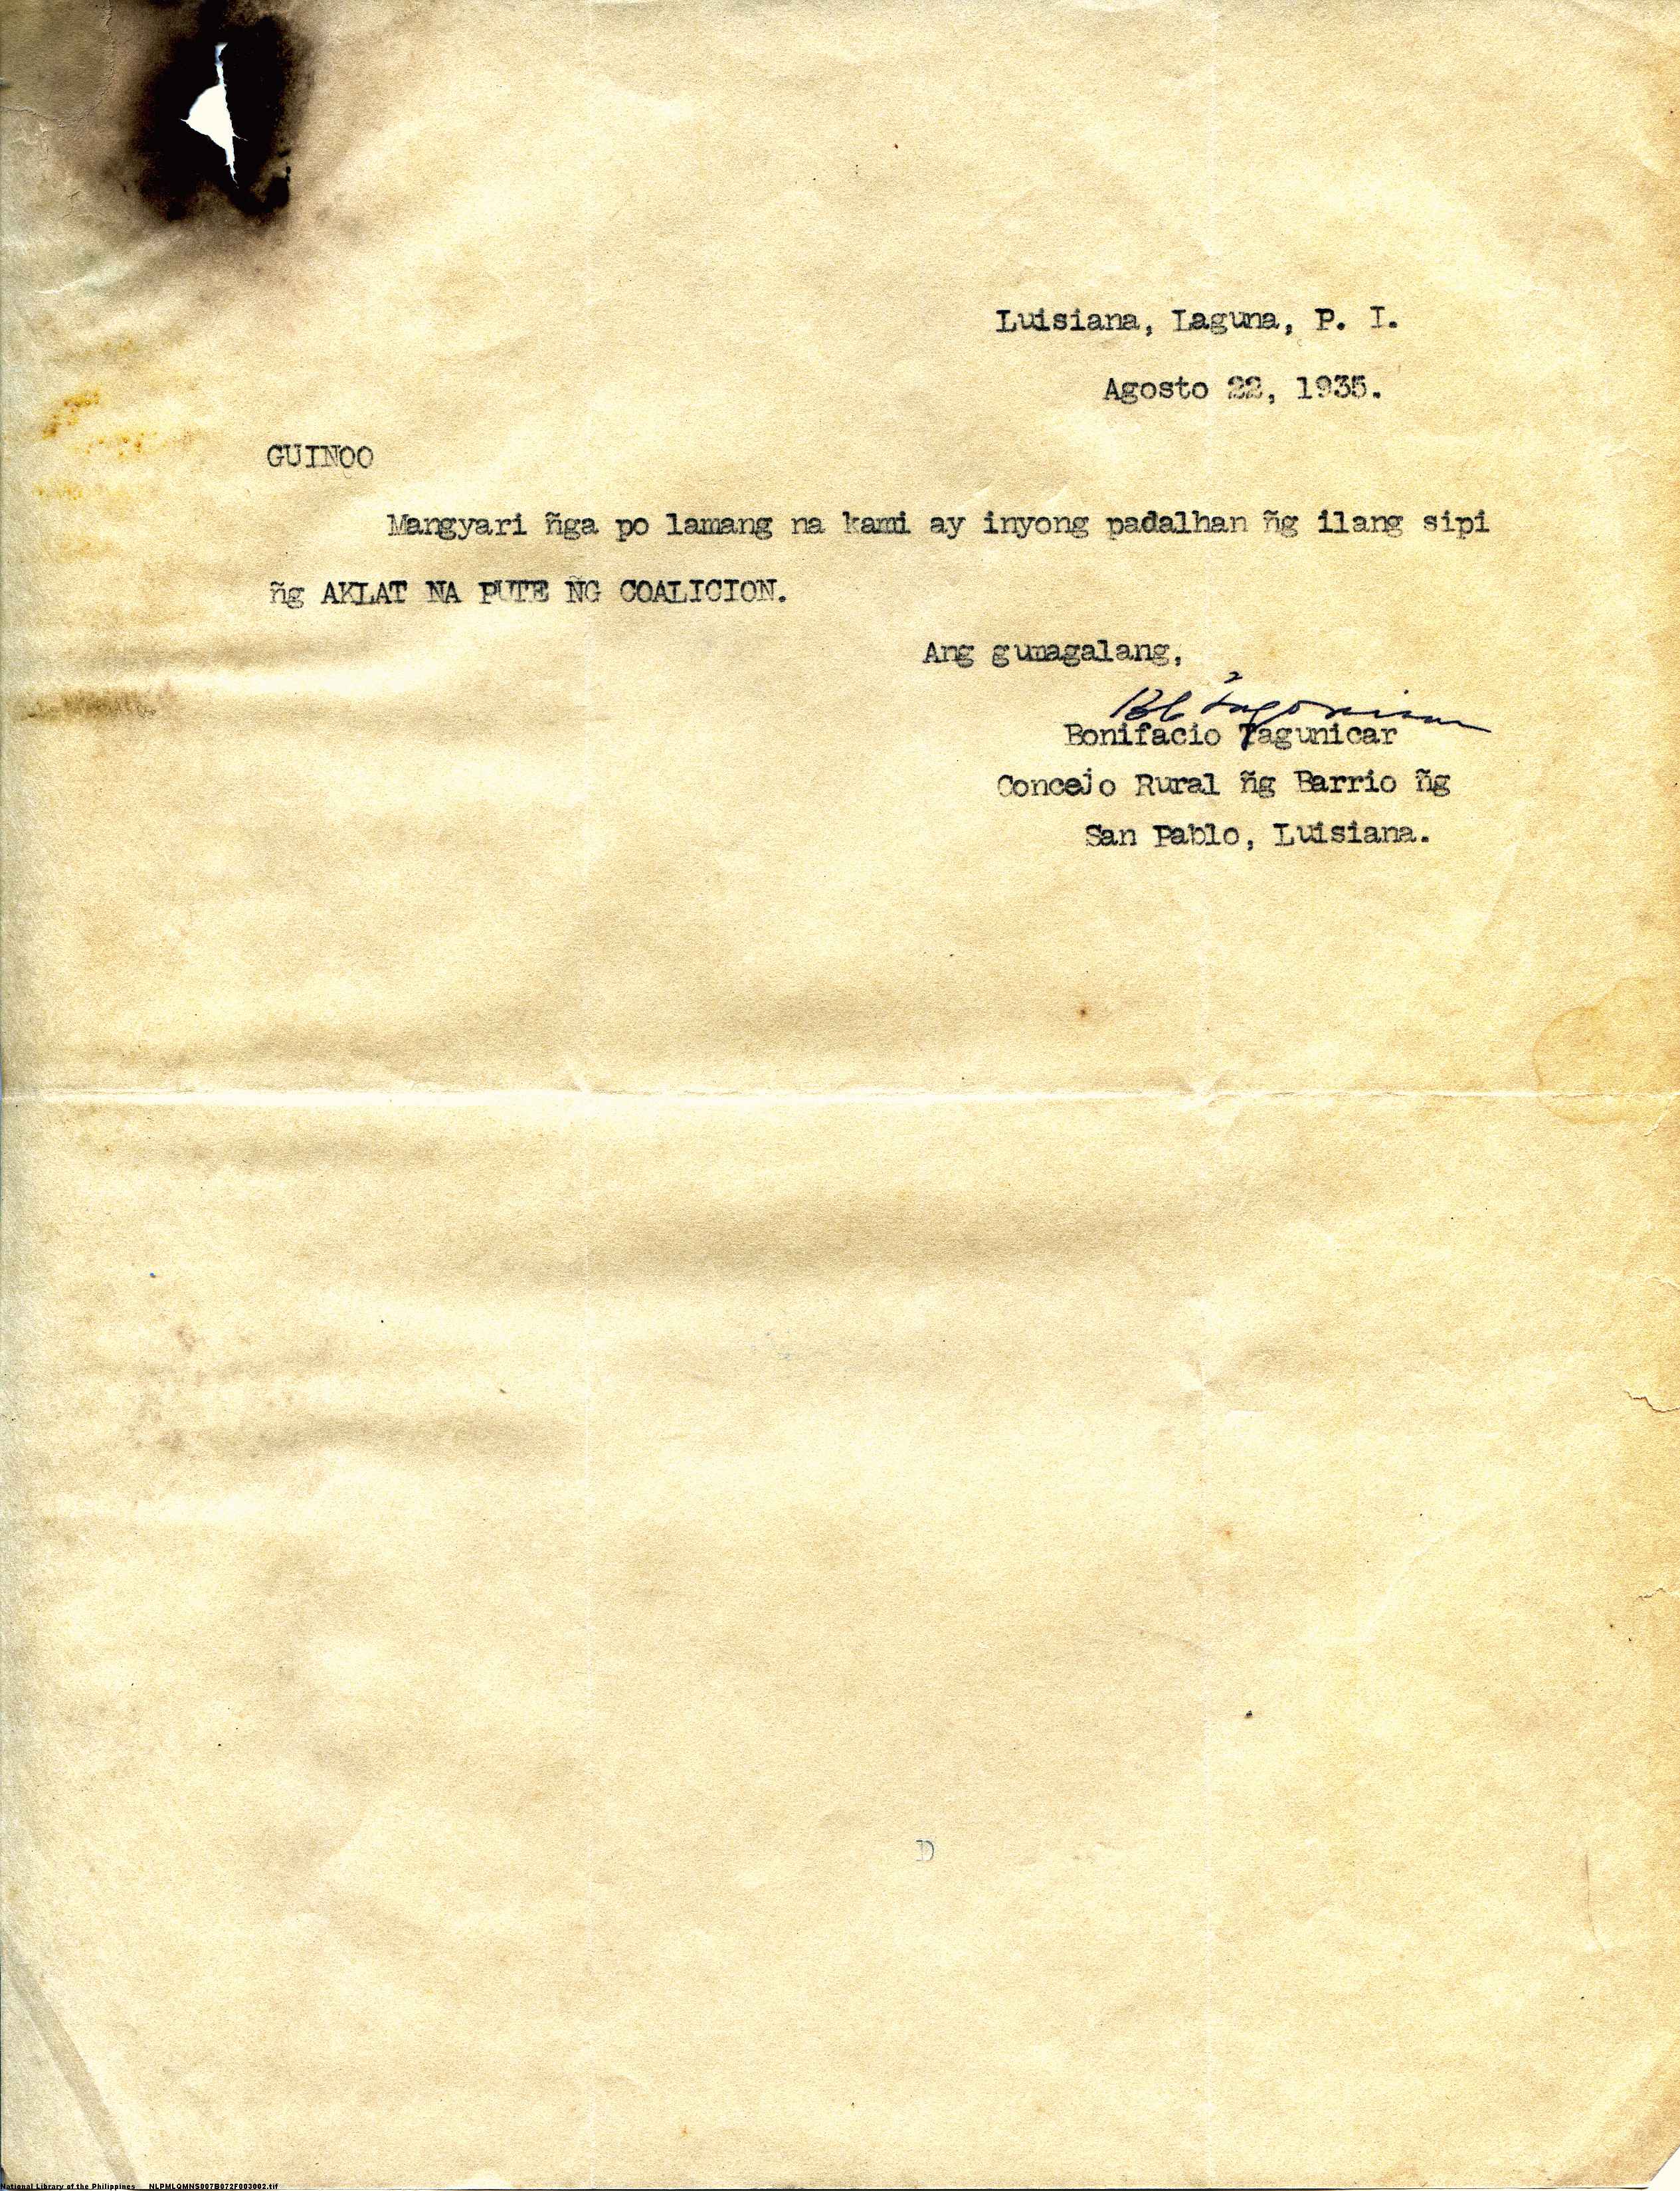 Luisiana, Laguna, P. I.
Agosto 22, 1935.
GUINOO
Mangyari ñga po lamang na kami ay inyong padalhan ñg ilang sipi
ñg AKLAT NA PUTE ÑG COALICION.
Ang gumagalang,
Bonifacio Tagunicar
Concejo Rural ñg Barrio ñg
San Pablo, Luisiana.
D
National Library of the Philippines NLPMLQMNS007B072F003002.tif